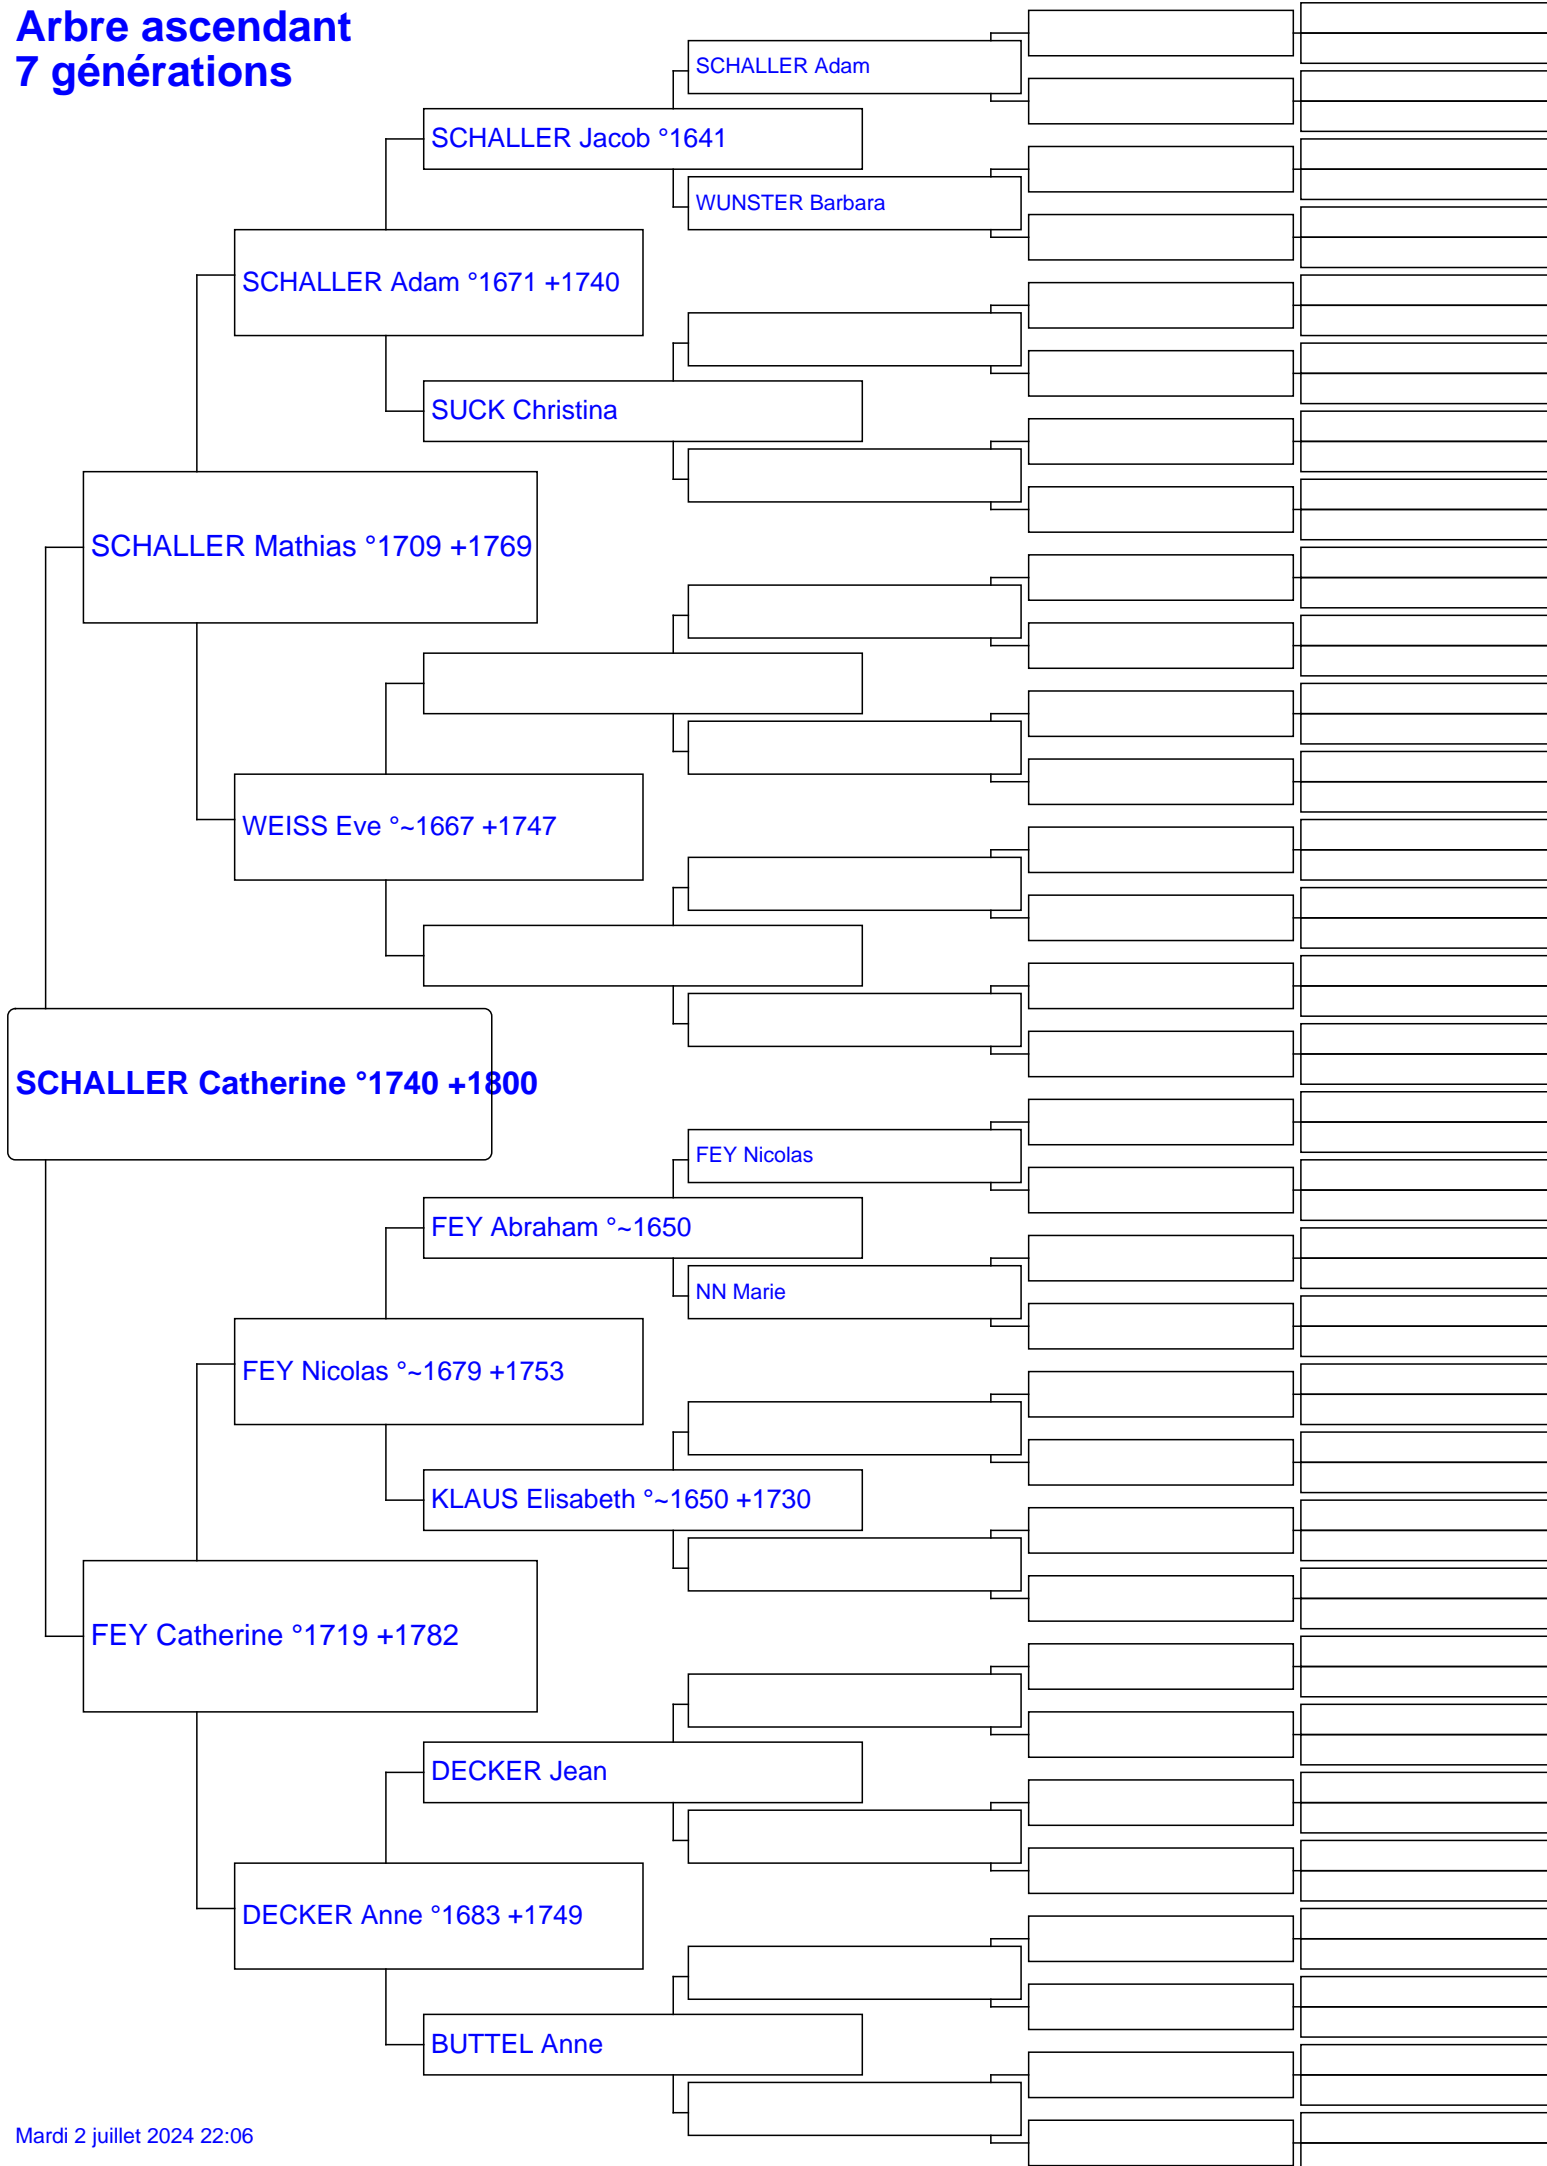 Arbre ascendant
7 générations
SCHALLER Adam
SCHALLER Jacob °1641
WUNSTER Barbara
SCHALLER Adam °1671 +1740
SUCK Christina
SCHALLER Mathias °1709 +1769
WEISS Eve °~1667 +1747
SCHALLER Catherine °1740 +1800
FEY Nicolas
FEY Abraham °~1650
NN Marie
FEY Nicolas °~1679 +1753
KLAUS Elisabeth °~1650 +1730
FEY Catherine °1719 +1782
DECKER Jean
DECKER Anne °1683 +1749
BUTTEL Anne
Mardi 2 juillet 2024 22:06